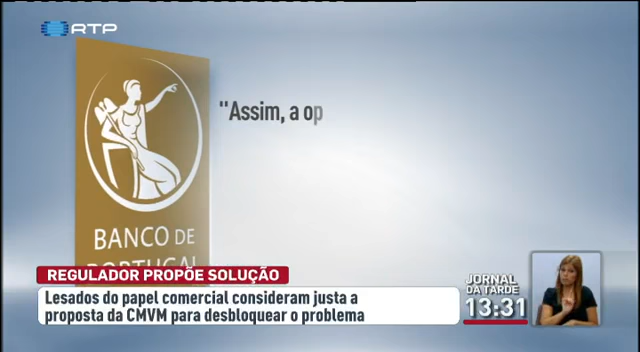 RTP
"Assim, a op
BANCO DE
PORTUGAL
REGULADOR PROPÕE SOLUÇÃO
Lesados do papel comercial consideram justa a
proposta da CMVM para desbloquear o problema
JORNAL
DA TARDE
13:31